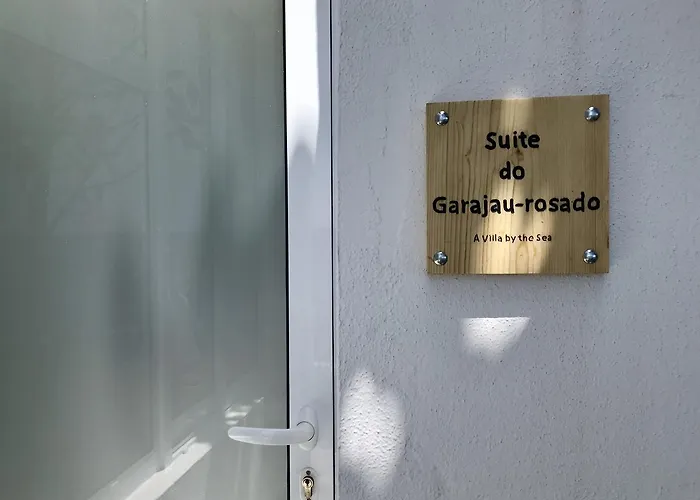 Suite
do
Garajau-rosado
A Villa by the Sea